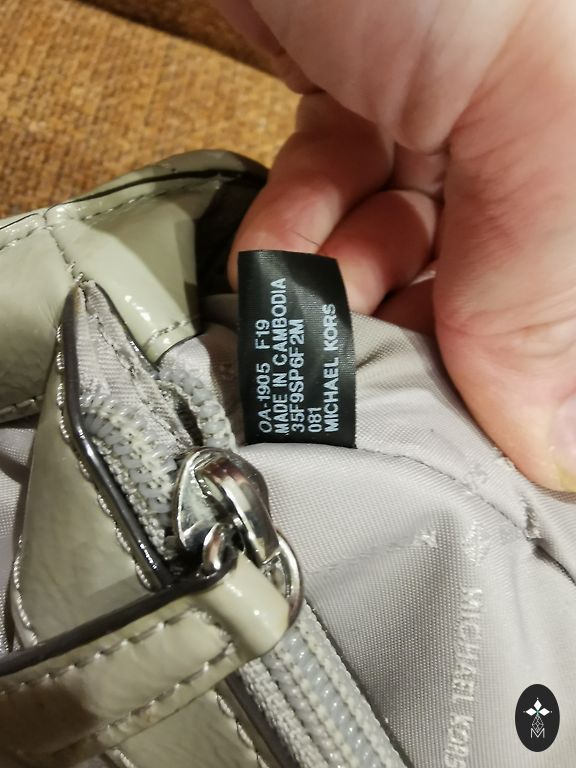 OA-1905 F19
MADE IN CAMBODIA
35F9SP6F2M
081
MICHAEL KORS
MICHAEL KORS
M